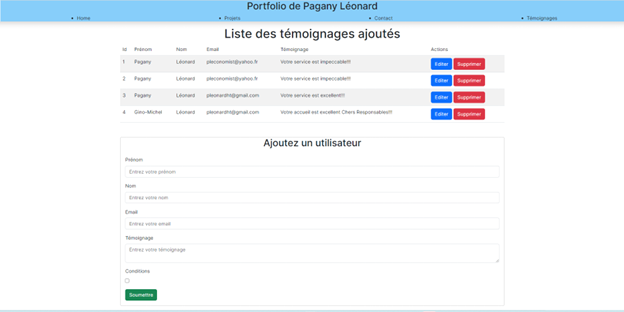 Portfolio de Pagany Léonard
Home Projets Contact Témoignages
Liste des témoignages ajoutés
Id Prénom Nom Email Témoignage Actions
1 Pagany Léonard pleconomist@yahoo.fr Votre service est impeccable!!! Editer Supprimer
2 Pagany Léonard pleconomist@yahoo.fr Votre service est impeccable!!! Editer Supprimer
3 Pagany Léonard pleonardht@gmail.com Votre service est excellent!!! Editer Supprimer
4 Gino-Michel Léonard pleonardht@gmail.com Votre accueil est excellent Chers Responsables!!! Editer Supprimer
Ajoutez un utilisateur
Prénom
Entrez votre prénom
Nom
Entrez votre nom
Email
Entrez votre email
Témoignage
Entrez votre témoignage
Conditions
Soumettre